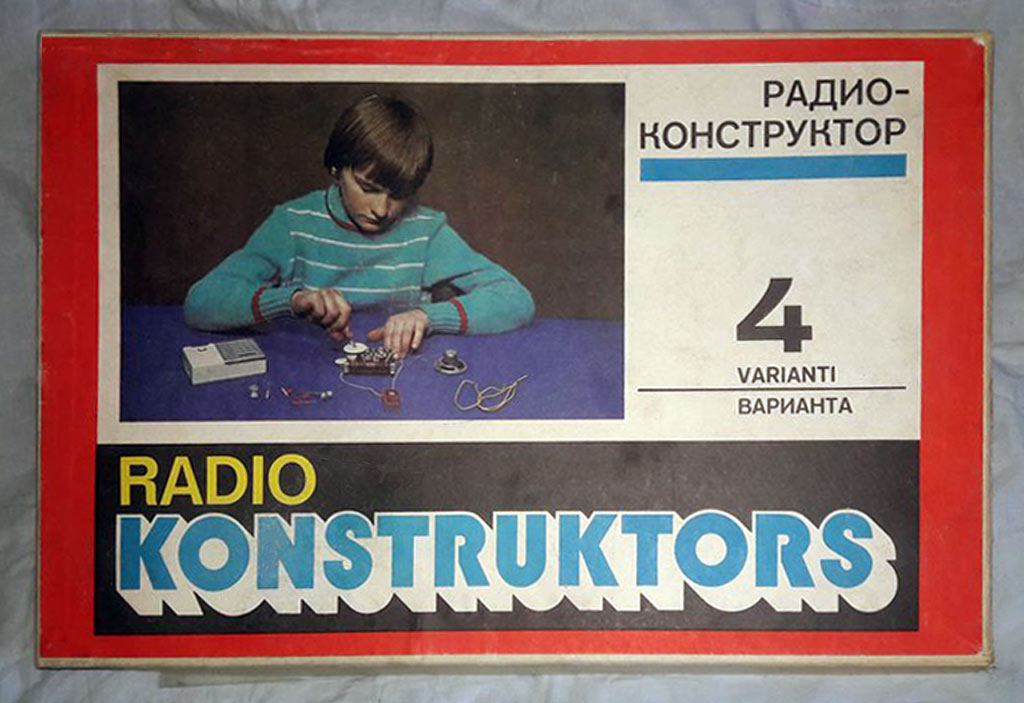 РАДИО-
КОНСТРУКТОР
4
VARIANTI
ВАРИАНТА
RADIO
KONSTRUKTORS